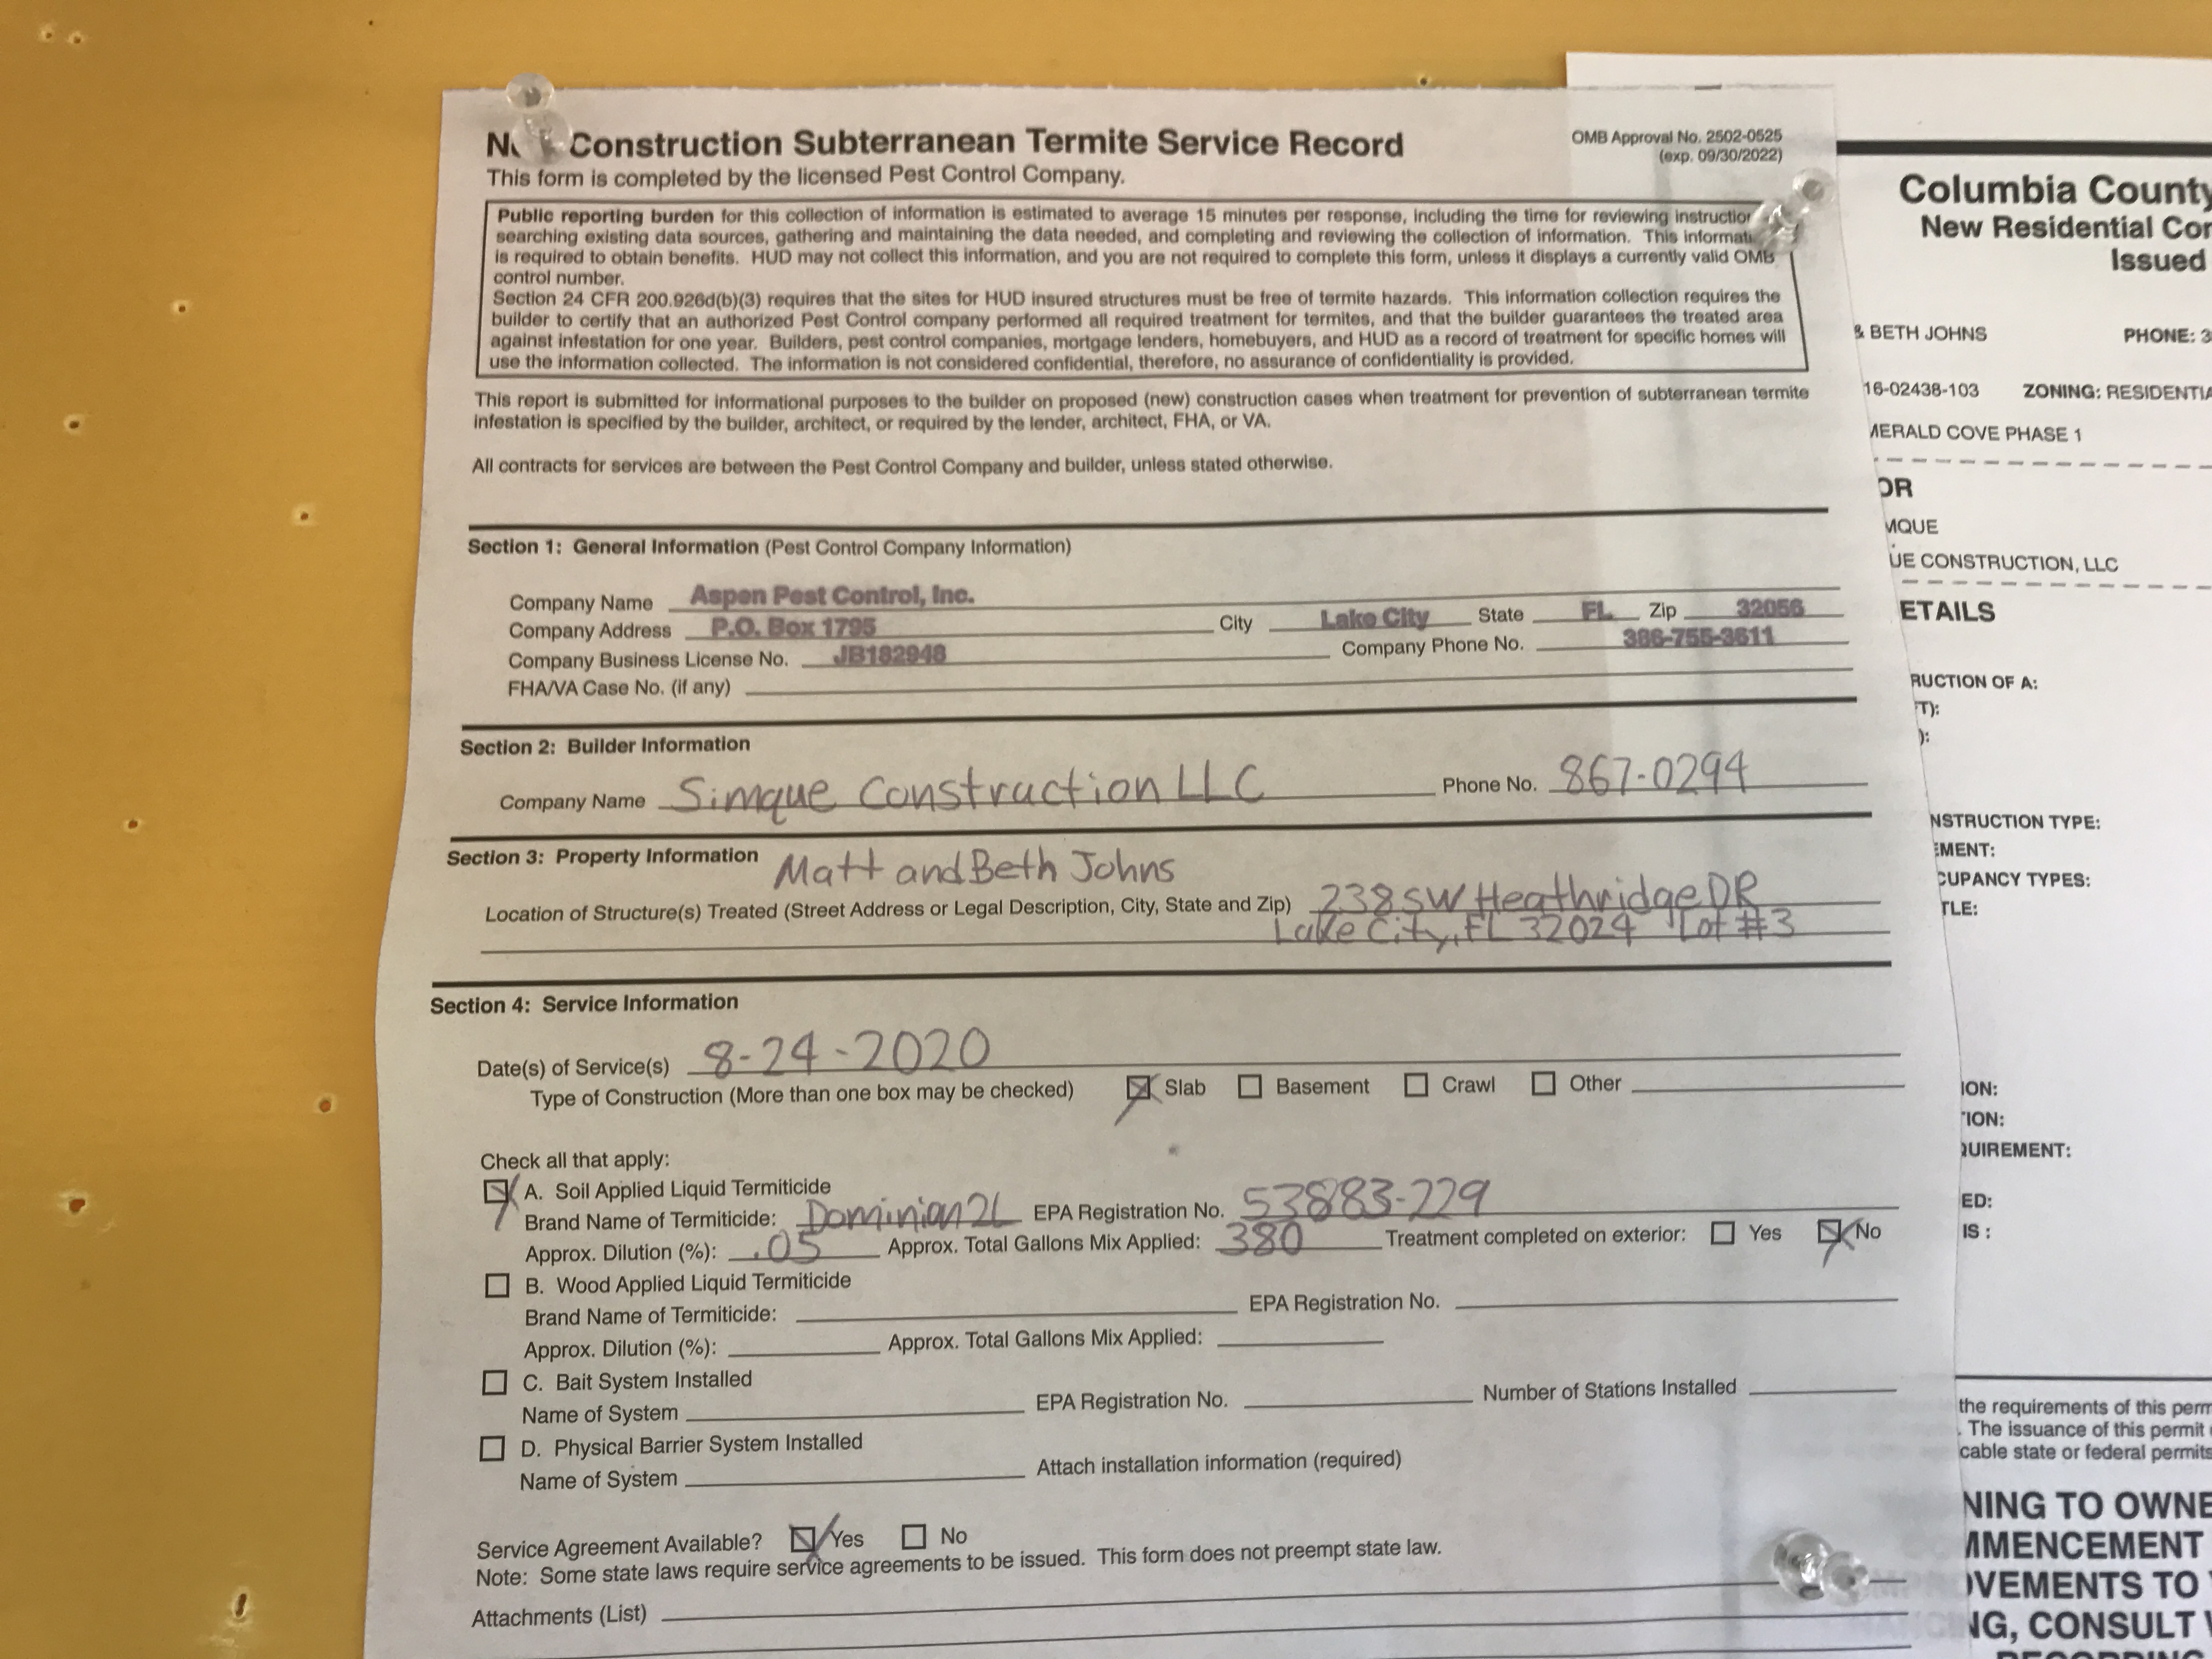 Construction Subterranean Termite Service Record
OMB Approval No. 2502-0525
(exp. 09/30/2022)
This form is completed by the licensed Pest Control Company.
Public reporting burden for this collection of information is estimated to average 15 minutes per response, including the time for reviewing
searching existing data sources, gathering and maintaining the data needed, and completing and reviewing the collection of information. This
is required to obtain benefits. HUD may not collect this information, and you are not required to complete this form, unless it displays a currently valid OMB
control number.
Section 24 CFR 200.926d(b)(3) requires that the sites for HUD insured structures must be free of termite hazards. This information collection requires the
builder to certify that an authorized Pest Control company performed all required treatment for termites, and that the builder guarantees the treated area
against infestation for one year. Builders, pest control companies, mortgage lenders, homebuyers, and HUD as a record of treatment for specific homes will
use the information collected. The information is not considered confidential, therefore, no assurance of confidentiality is provided.
This report is submitted for informational purposes to the builder on proposed (new) construction cases when treatment for prevention of subterranean termite
infestation is specified by the builder, architect, or required by the lender, architect, FHA, or VA.
All contracts for services are between the Pest Control Company and builder, unless stated otherwise.
Section 1: General Information (Pest Control Company Information)
Company Name Aspen Pest Control, Inc.
Company Address P.O. Box 1795 City Lake City State FL Zip 32056
Company Business License No. JB182948 Company Phone No. 386-755-3611
FHA/VA Case No. (if any)
Section 2: Builder Information
Company Name Simque Construction LLC Phone No. 867-0294
Section 3: Property Information Matt and Beth Johns
Location of Structure(s) Treated (Street Address or Legal Description, City, State and Zip) 238 SW Heathridge DR
Lake City, FL 32024 Lot #3
Section 4: Service Information
Date(s) of Service(s) 8-24-2020
Type of Construction (More than one box may be checked) Slab Basement Crawl Other
Check all that apply:
A. Soil Applied Liquid Termiticide
Brand Name of Termiticide: Dominion 2L EPA Registration No. 53883-229
Approx. Dilution (%): .05 Approx. Total Gallons Mix Applied: 380 Treatment completed on exterior: Yes No
B. Wood Applied Liquid Termiticide
Brand Name of Termiticide: EPA Registration No.
Approx. Dilution (%): Approx. Total Gallons Mix Applied:
C. Bait System Installed
Name of System EPA Registration No. Number of Stations Installed
D. Physical Barrier System Installed
Name of System Attach installation information (required)
Service Agreement Available? Yes No
Note: Some state laws require service agreements to be issued. This form does not preempt state law.
Attachments (List)
Columbia County
New Residential
Issued
& BETH JOHNS PHONE: 3
16-02438-103 ZONING: RESIDENTIA
MERALD COVE PHASE 1
OR
MQUE
UE CONSTRUCTION, LLC
ETAILS
RUCTION OF A:
T):
):
NSTRUCTION TYPE:
EMENT:
CUPANCY TYPES:
TLE:
ION:
TION:
QUIREMENT:
ED:
IS :
the requirements of this perm
. The issuance of this permit
cable state or federal permits
NING TO OWNE
MMENCEMENT
OVEMENTS TO
NG, CONSULT